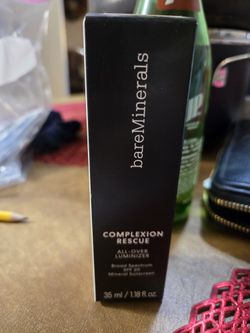 bareMinerals
COMPLEXION
RESCUE
ALL-OVER
LUMINIZER
Broad Spectrum
SPF 20
Mineral Sunscreen
35 ml / 1.18 fl. oz.